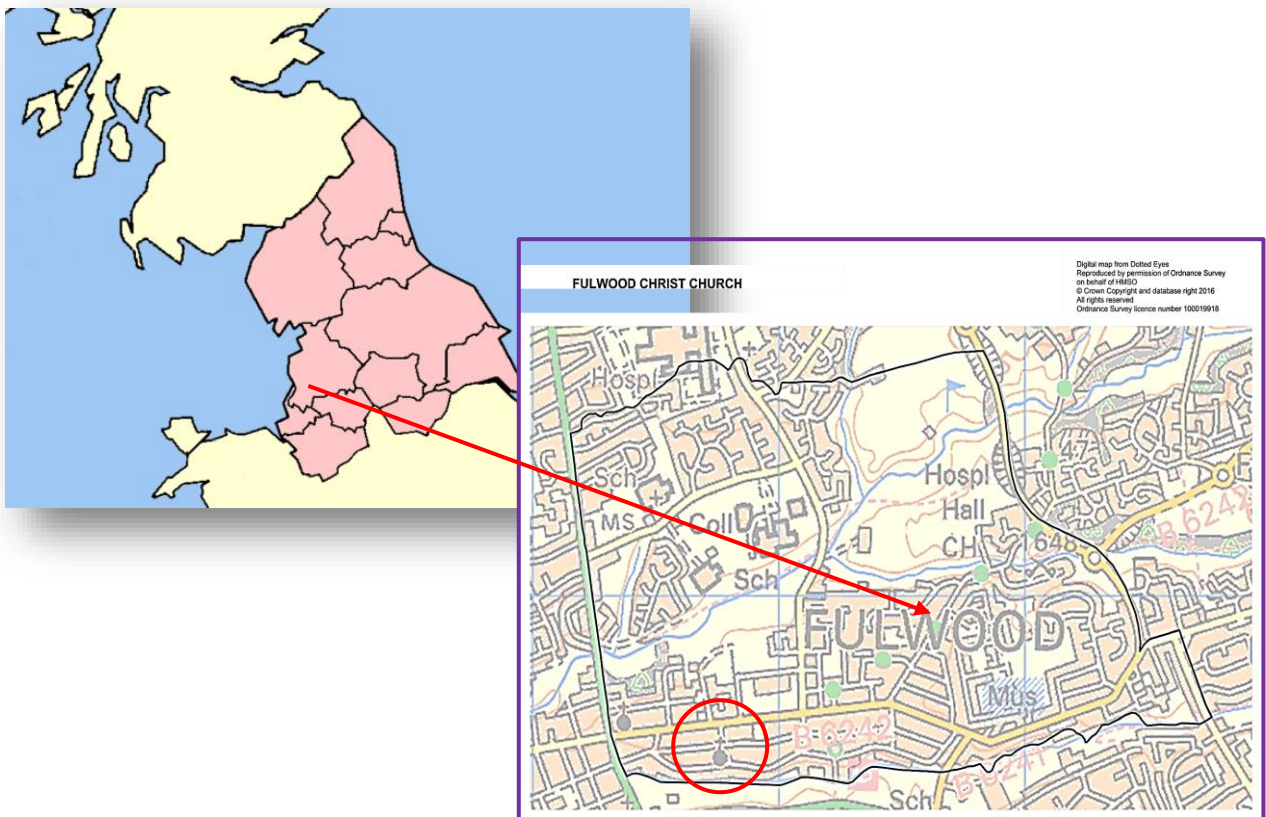 FULWOOD CHRIST CHURCH
Digital map from Dotted Eyes
Reproduced by permission of Ordnance Survey
on behalf of HMSO
© Crown Copyright and database right 2016
All rights reserved
Ordnance Survey licence number 100019918
Hospl
47
Sch
Hospl
MS
Coll
Hall
B 6242
CH
648
Sch
FULWOOD
Mus
B 6242
B 6241
Sch